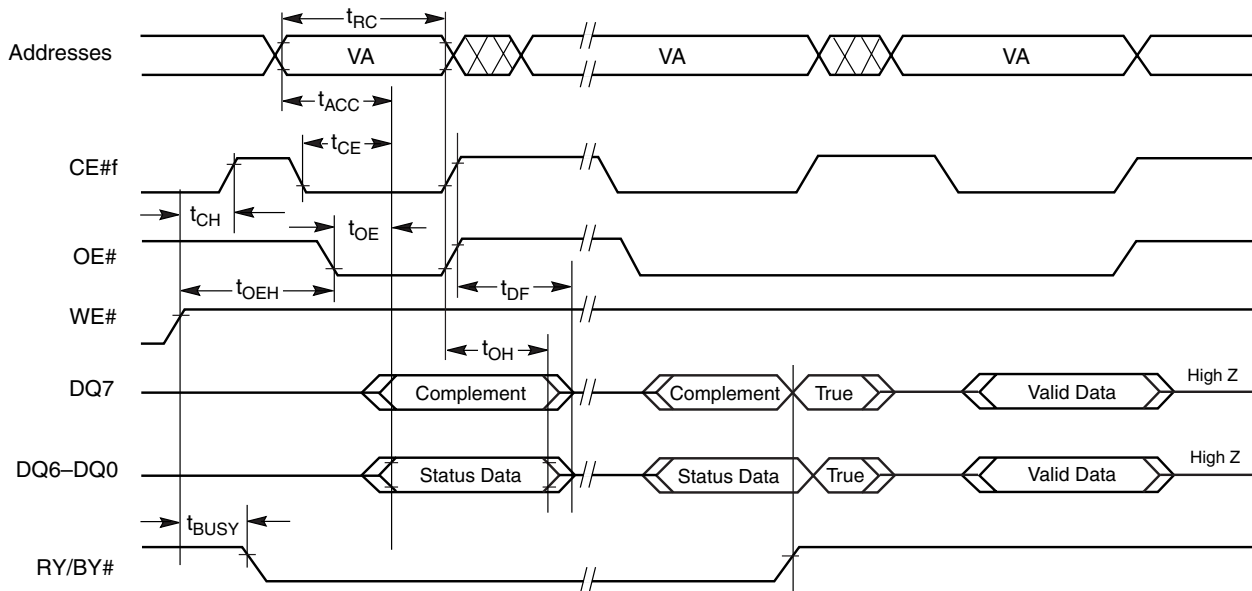 tRC
Addresses VA VA VA
tACC
tCE
CE#f
tCH
tOE
OE#
tOEH
tDF
WE#
tOH
DQ7 Complement Complement True Valid Data High Z
DQ6–DQ0 Status Data Status Data True Valid Data High Z
tBUSY
RY/BY#